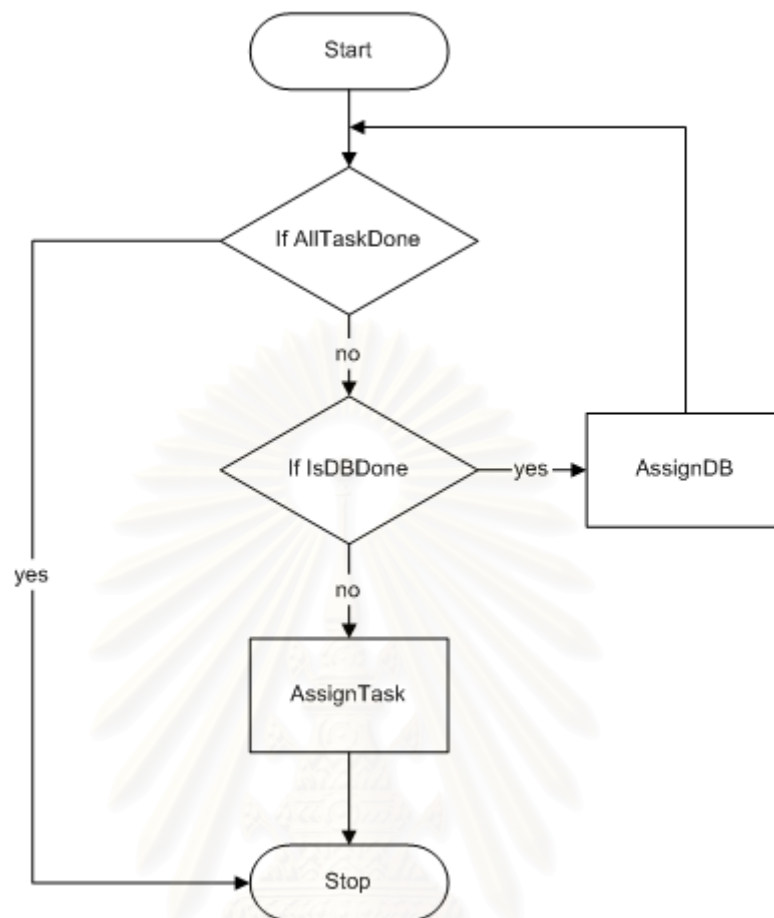 Start
If AllTaskDone
no
If IsDBDone
yes
AssignDB
yes
no
AssignTask
Stop